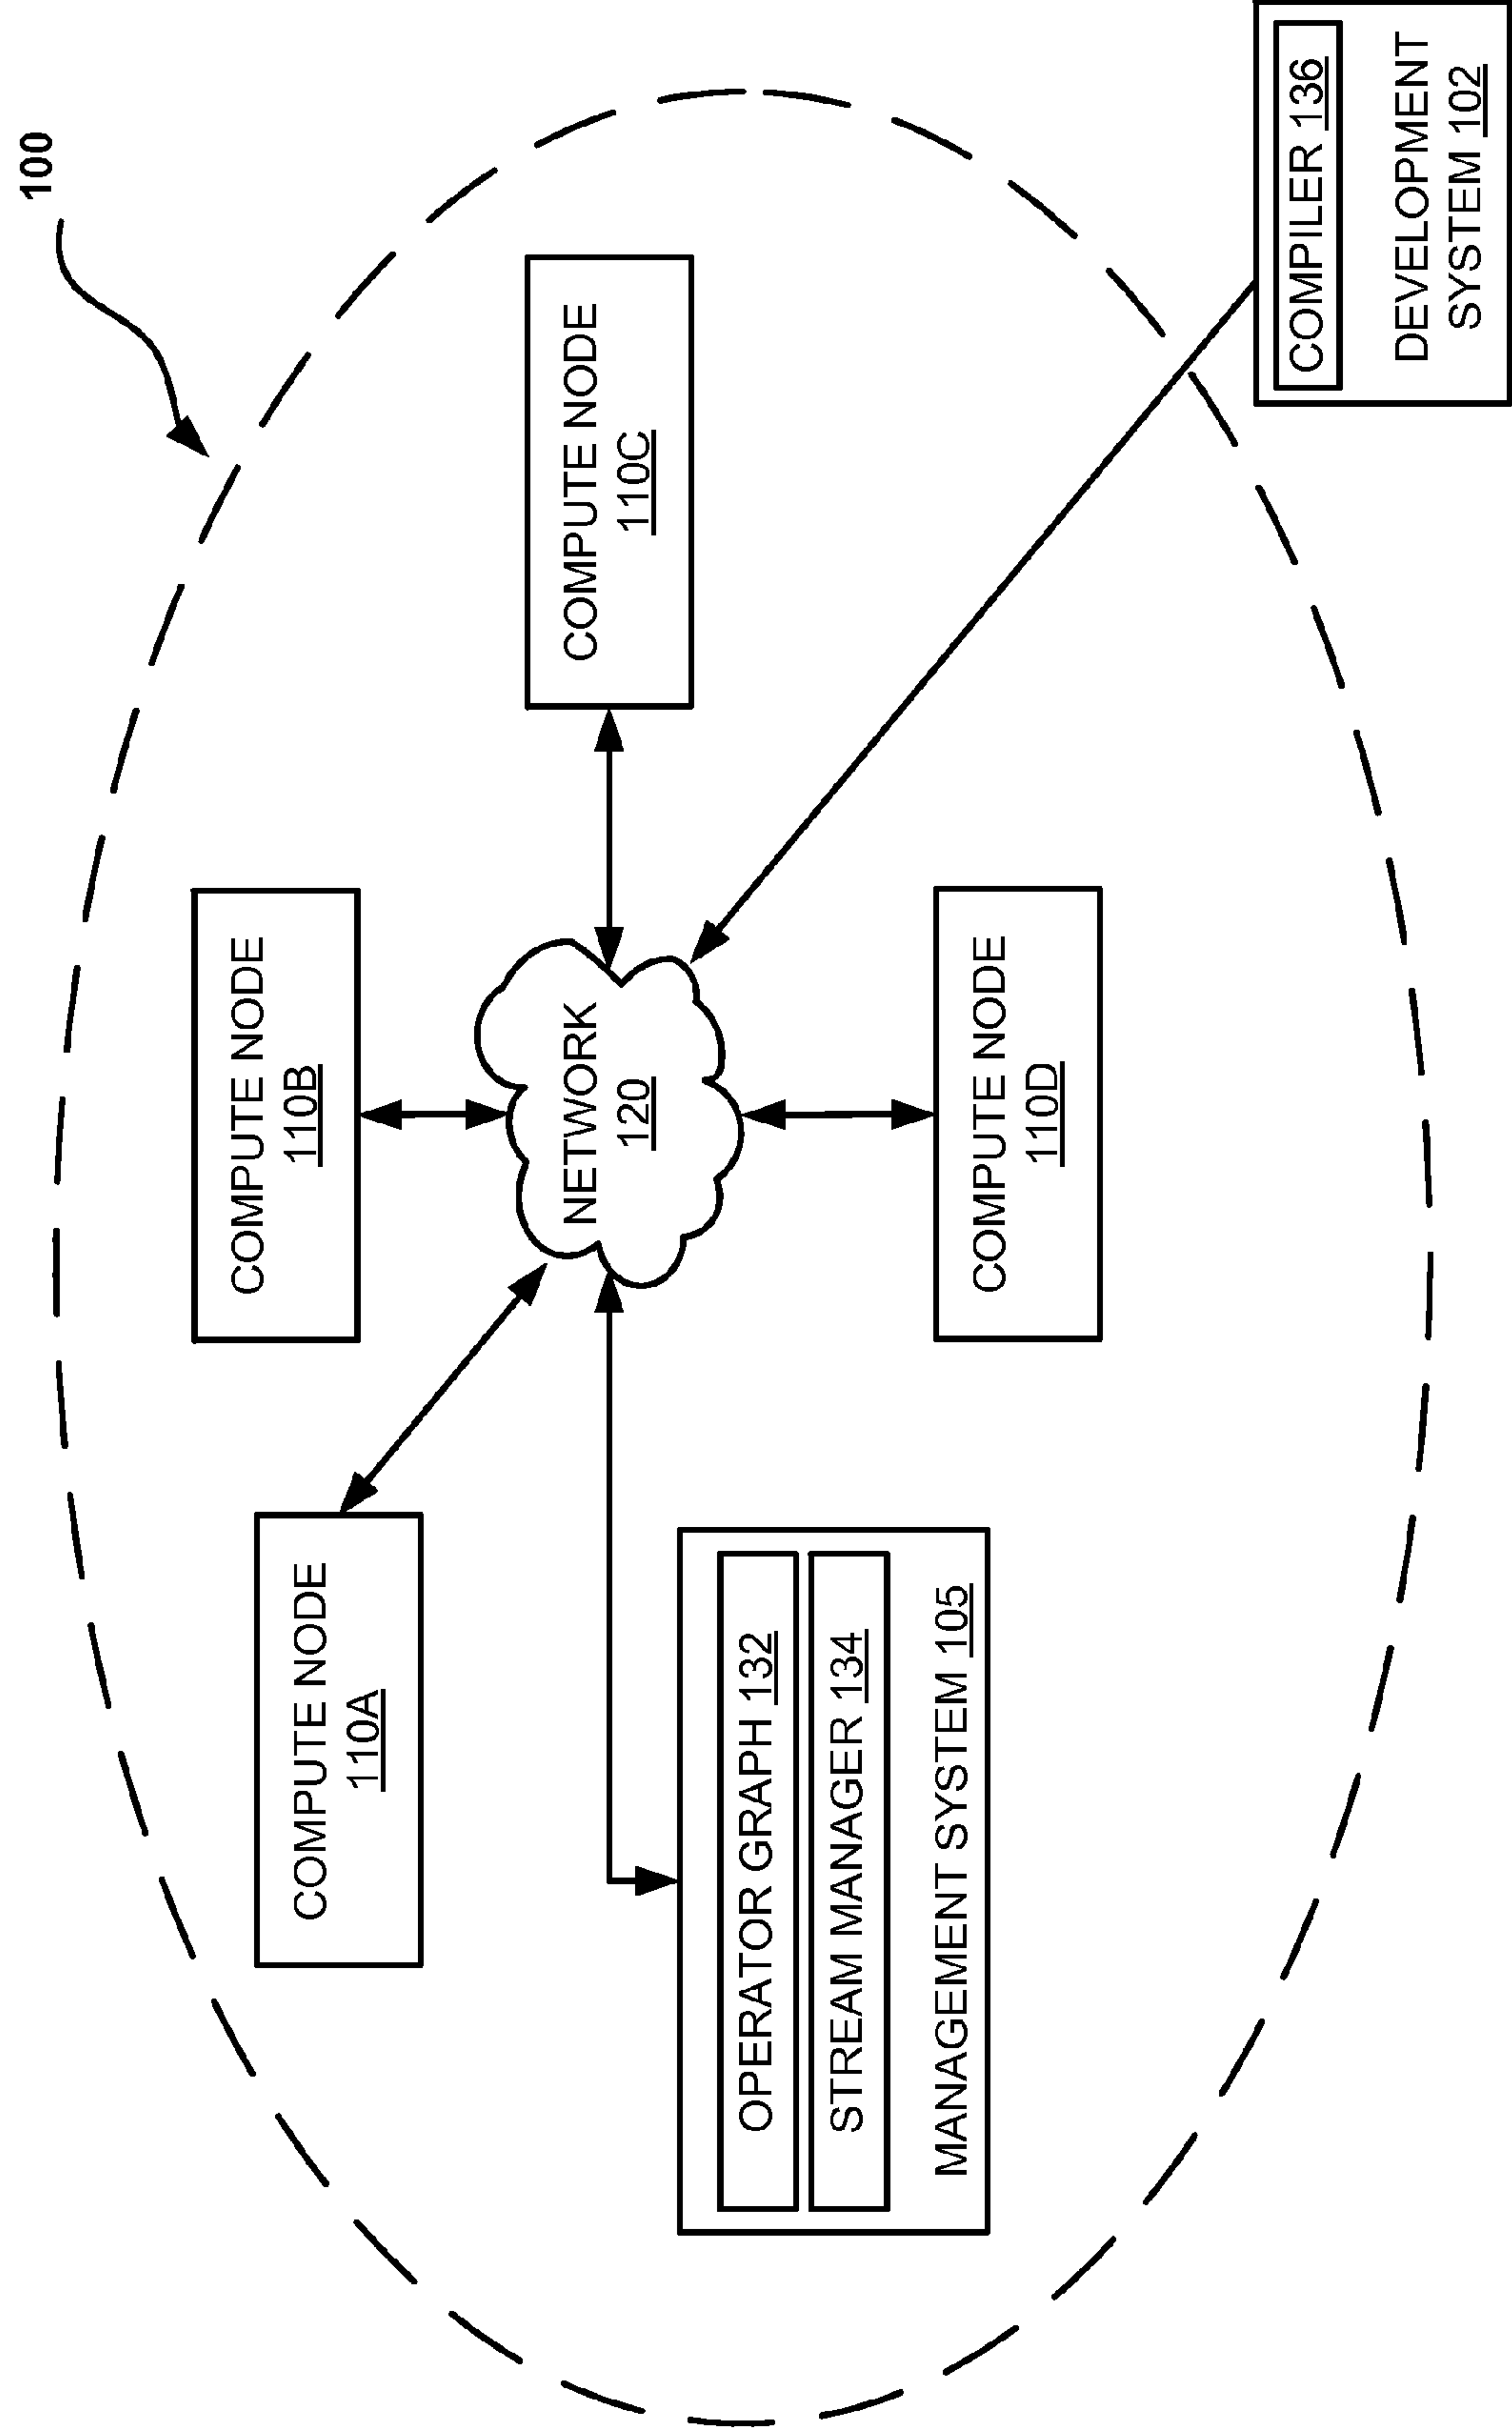 100
COMPUTE NODE
110B
COMPUTE NODE
110A
COMPUTE NODE
110C
NETWORK
120
OPERATOR GRAPH 132
STREAM MANAGER 134
MANAGEMENT SYSTEM 105
COMPUTE NODE
110D
COMPILER 136
DEVELOPMENT
SYSTEM 102